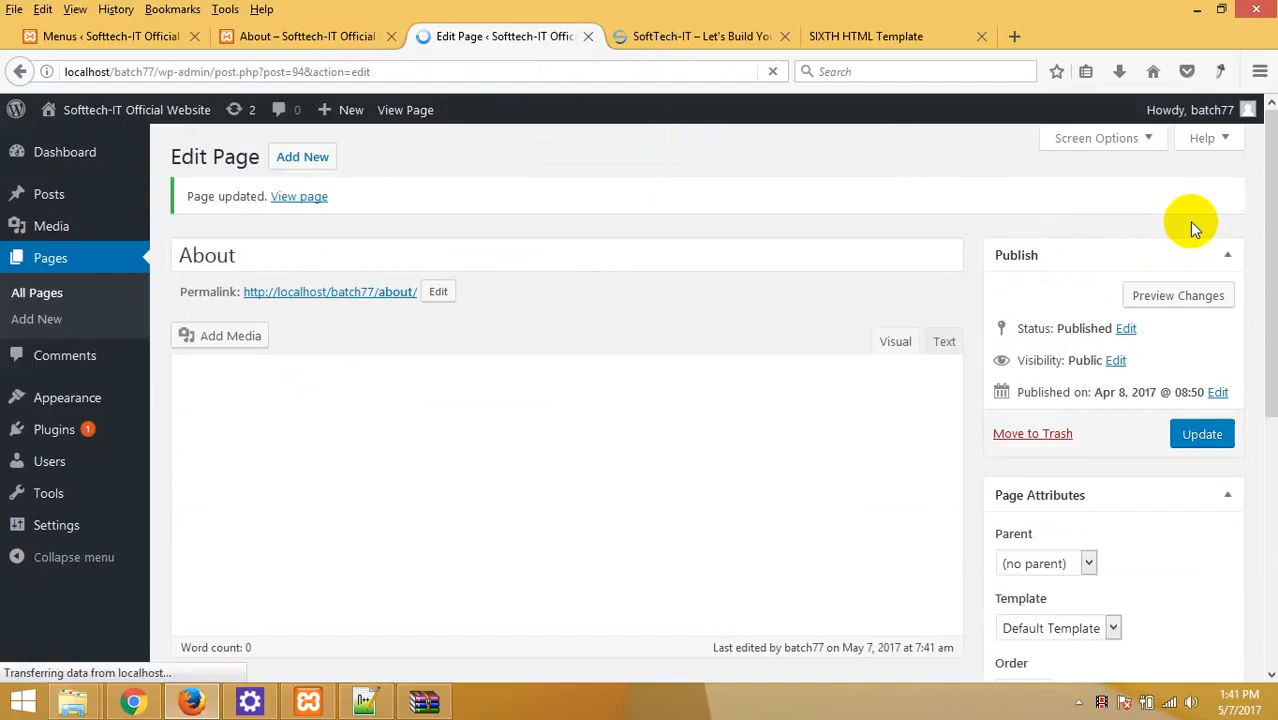 File Edit View History Bookmarks Tools Help
Menus ‹ Softtech-IT Official
About – Softtech-IT Official
Edit Page ‹ Softtech-IT Offic
SoftTech-IT – Let's Build Yo
SIXTH HTML Template
localhost/batch77/wp-admin/post.php?post=94&action=edit
Search
Softtech-IT Official Website 2 0 New View Page Howdy, batch77
Screen Options Help
Dashboard
Posts
Media
Pages
All Pages
Add New
Comments
Appearance
Plugins 1
Users
Tools
Settings
Collapse menu
Edit Page Add New
Page updated. View page
About
Permalink: http://localhost/batch77/about/ Edit
Add Media
Visual Text
Word count: 0 Last edited by batch77 on May 7, 2017 at 7:41 am
Publish
Preview Changes
Status: Published Edit
Visibility: Public Edit
Published on: Apr 8, 2017 @ 08:50 Edit
Move to Trash Update
Page Attributes
Parent
(no parent)
Template
Default Template
Order
Transferring data from localhost...
1:41 PM
5/7/2017